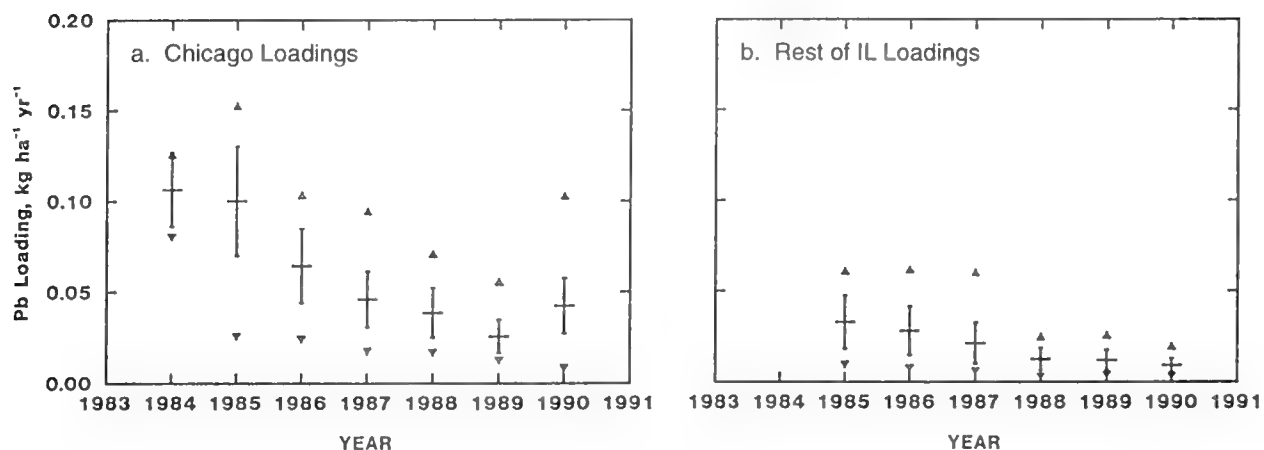 0.20
0.15
0.10
0.05
0.00
Pb Loading, kg ha⁻¹ yr⁻¹
a. Chicago Loadings
1983 1984 1985 1986 1987 1988 1989 1990 1991
YEAR
b. Rest of IL Loadings
1983 1984 1985 1986 1987 1988 1989 1990 1991
YEAR